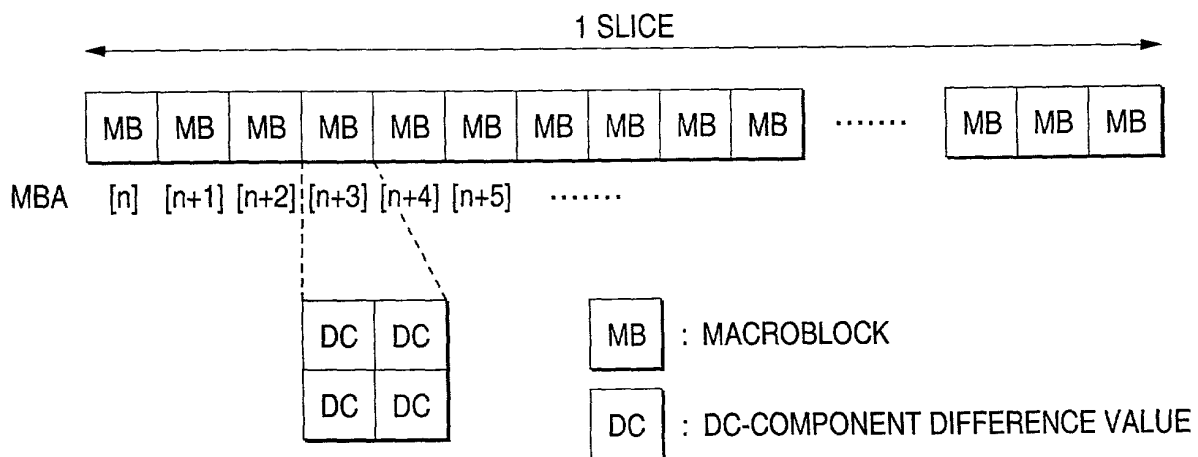 1 SLICE
MB MB MB MB MB MB MB MB MB MB ······· MB MB MB
MBA [n] [n+1] [n+2] [n+3] [n+4] [n+5] ·······
DC DC
DC DC
MB : MACROBLOCK
DC : DC-COMPONENT DIFFERENCE VALUE